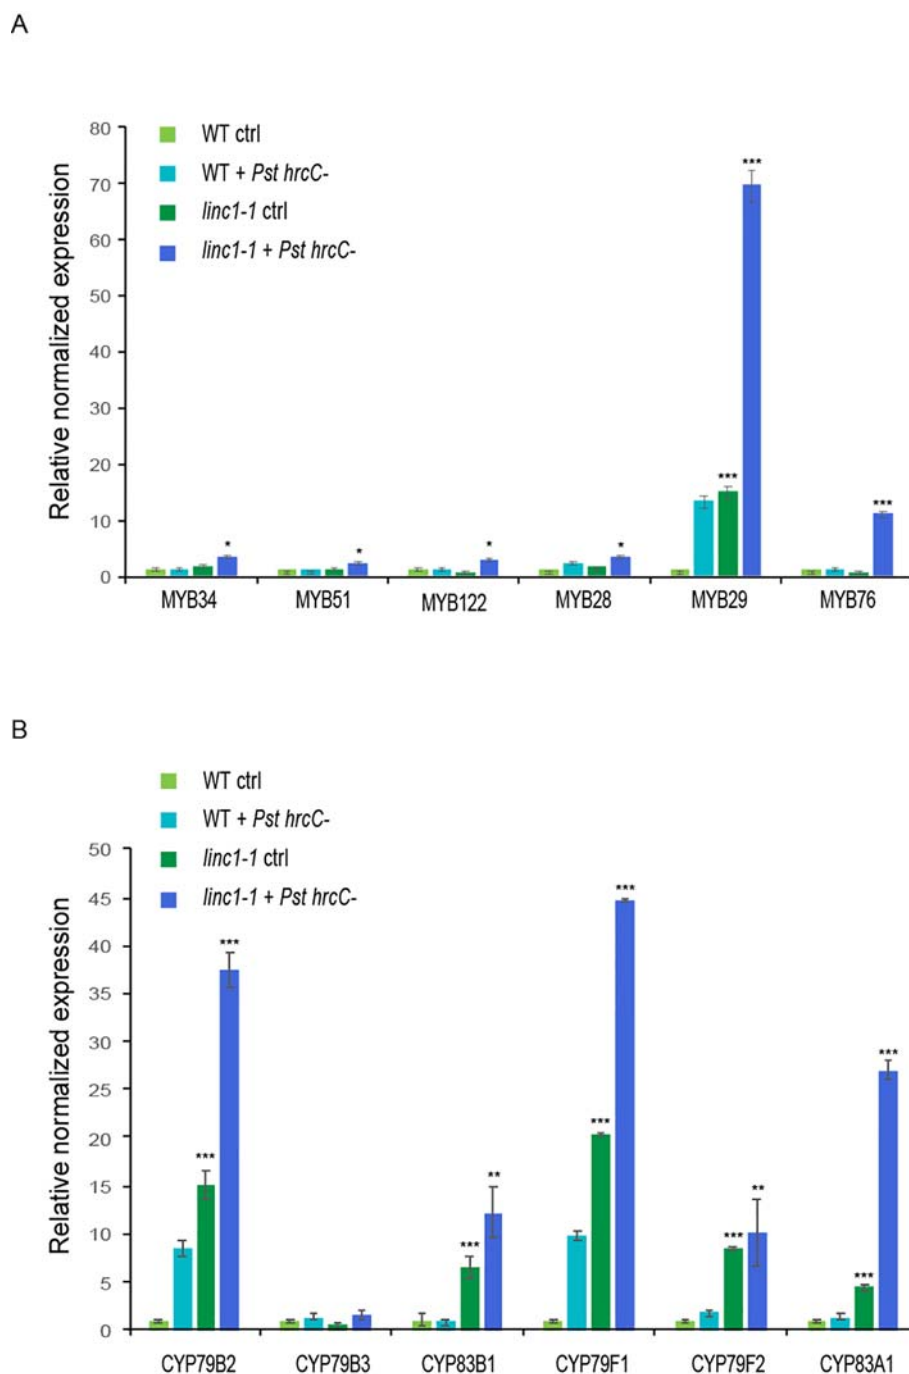 A
WT ctrl
WT + Pst hrcC-
linc1-1 ctrl
linc1-1 + Pst hrcC-
Relative normalized expression
80
70
60
50
40
30
20
10
0
***
***
***
*
*
*
*
MYB34 MYB51 MYB122 MYB28 MYB29 MYB76
B
WT ctrl
WT + Pst hrcC-
linc1-1 ctrl
linc1-1 + Pst hrcC-
Relative normalized expression
50
45
40
35
30
25
20
15
10
5
0
***
***
***
***
***
**
***
**
***
***
CYP79B2 CYP79B3 CYP83B1 CYP79F1 CYP79F2 CYP83A1